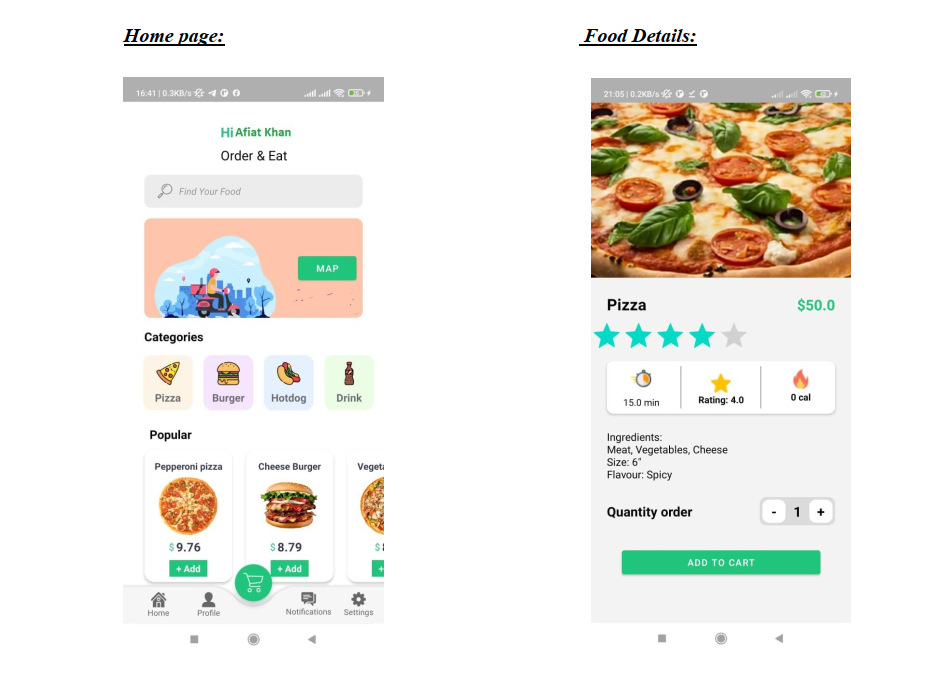 Home page:
Food Details:
16:41 | 0.3KB/s
Hi Afiat Khan
Order & Eat
Find Your Food
MAP
Categories
Pizza Burger Hotdog Drink
Popular
Pepperoni pizza Cheese Burger Vegeta
$9.76 $8.79 $
+ Add + Add +
Home Profile Notifications Settings
21:05 | 0.2KB/s
Pizza $50.0
15.0 min Rating: 4.0 0 cal
Ingredients:
Meat, Vegetables, Cheese
Size: 6"
Flavour: Spicy
Quantity order - 1 +
ADD TO CART